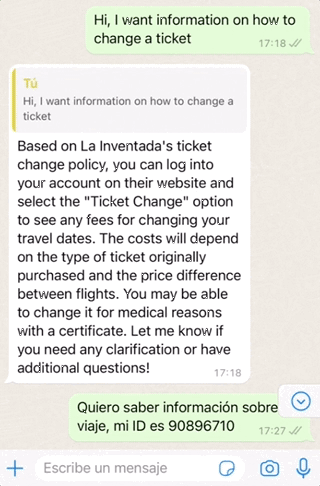 Hi, I want information on how to
change a ticket
17:18
Tú
Hi, I want information on how to change a
ticket
Based on La Inventada's ticket
change policy, you can log into
your account on their website and
select the "Ticket Change" option
to see any fees for changing your
travel dates. The costs will depend
on the type of ticket originally
purchased and the price difference
between flights. You may be able
to change it for medical reasons
with a certificate. Let me know if
you need any clarification or have
additional questions!
17:18
Quiero saber información sobre
viaje, mi ID es 90896710
17:27
Escribe un mensaje